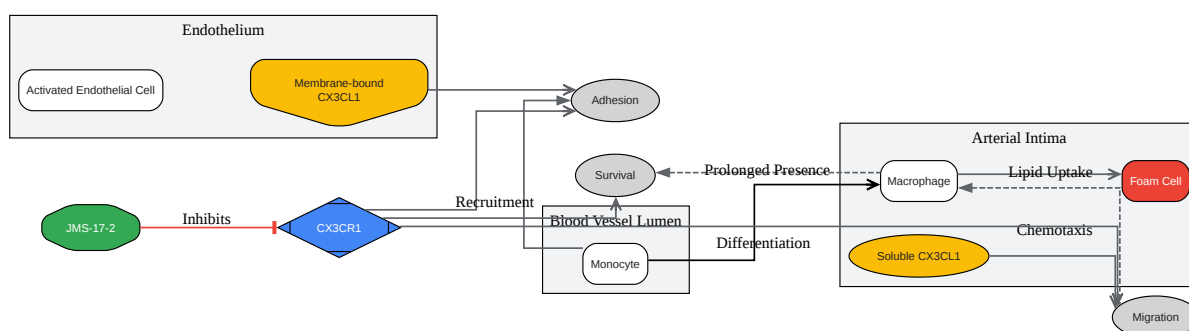 Endothelium
Activated Endothelial Cell
Membrane-bound
CX3CL1
Adhesion
Arterial Intima
Survival
Prolonged Presence
Macrophage
Lipid Uptake
Foam Cell
Recruitment
JMS-17-2
Inhibits
CX3CR1
Blood Vessel Lumen
Differentiation
Chemotaxis
Monocyte
Soluble CX3CL1
Migration